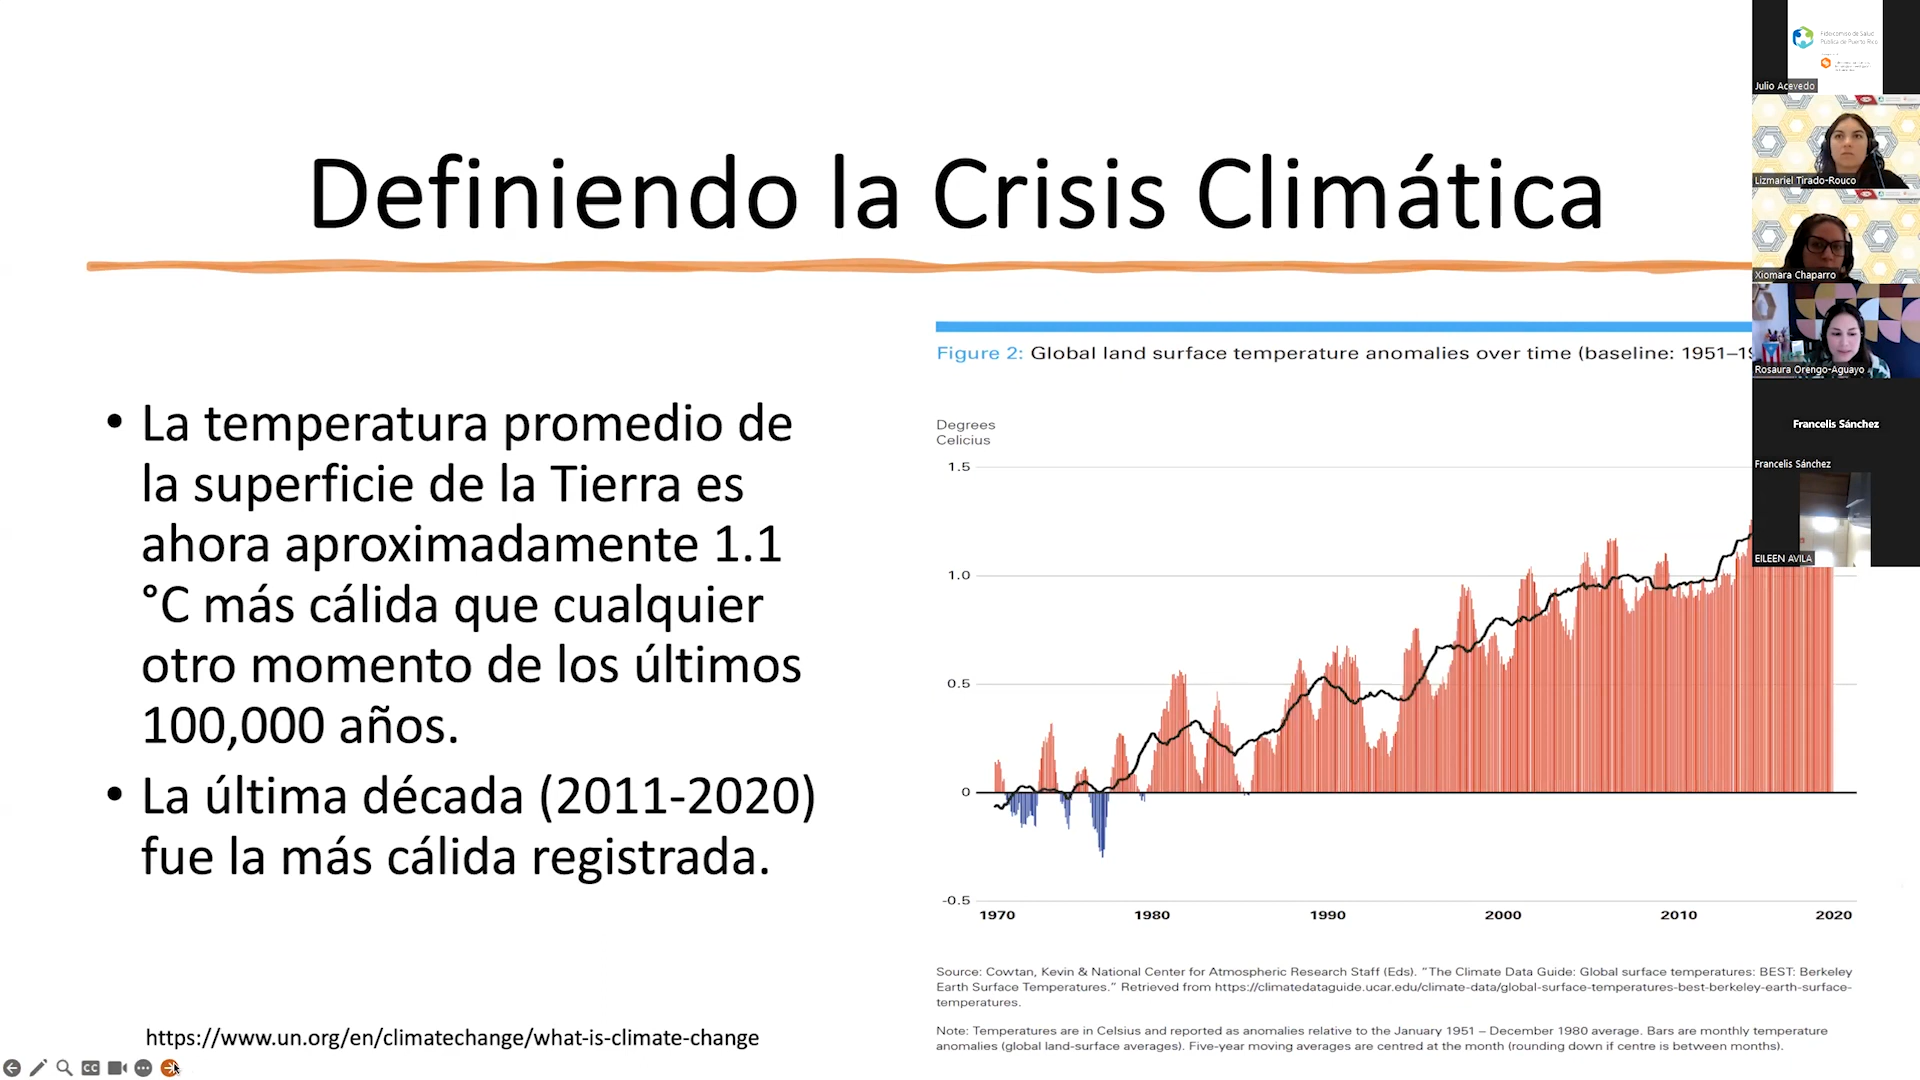 Definiendo la Crisis Climática
• La temperatura promedio de
la superficie de la Tierra es
ahora aproximadamente 1.1
°C más cálida que cualquier
otro momento de los últimos
100,000 años.
• La última década (2011-2020)
fue la más cálida registrada.
https://www.un.org/en/climatechange/what-is-climate-change
Figure 2: Global land surface temperature anomalies over time (baseline: 1951–19
Degrees
Celicius
1.5
1.0
0.5
0
-0.5
1970 1980 1990 2000 2010 2020
Source: Cowtan, Kevin & National Center for Atmospheric Research Staff (Eds). "The Climate Data Guide: Global surface temperatures: BEST: Berkeley
Earth Surface Temperatures." Retrieved from https://climatedataguide.ucar.edu/climate-data/global-surface-temperatures-best-berkeley-earth-surface-
temperatures.
Note: Temperatures are in Celsius and reported as anomalies relative to the January 1951 – December 1980 average. Bars are monthly temperature
anomalies (global land-surface averages). Five-year moving averages are centred at the month (rounding down if centre is between months).
Fideicomiso de Salud
Pública de Puerto Rico
Julio Acevedo
Lizmariel Tirado-Rouco
Xiomara Chaparro
Rosaura Orengo-Aguayo
Francelis Sánchez
Francelis Sánchez
EILEEN AVILA
CC